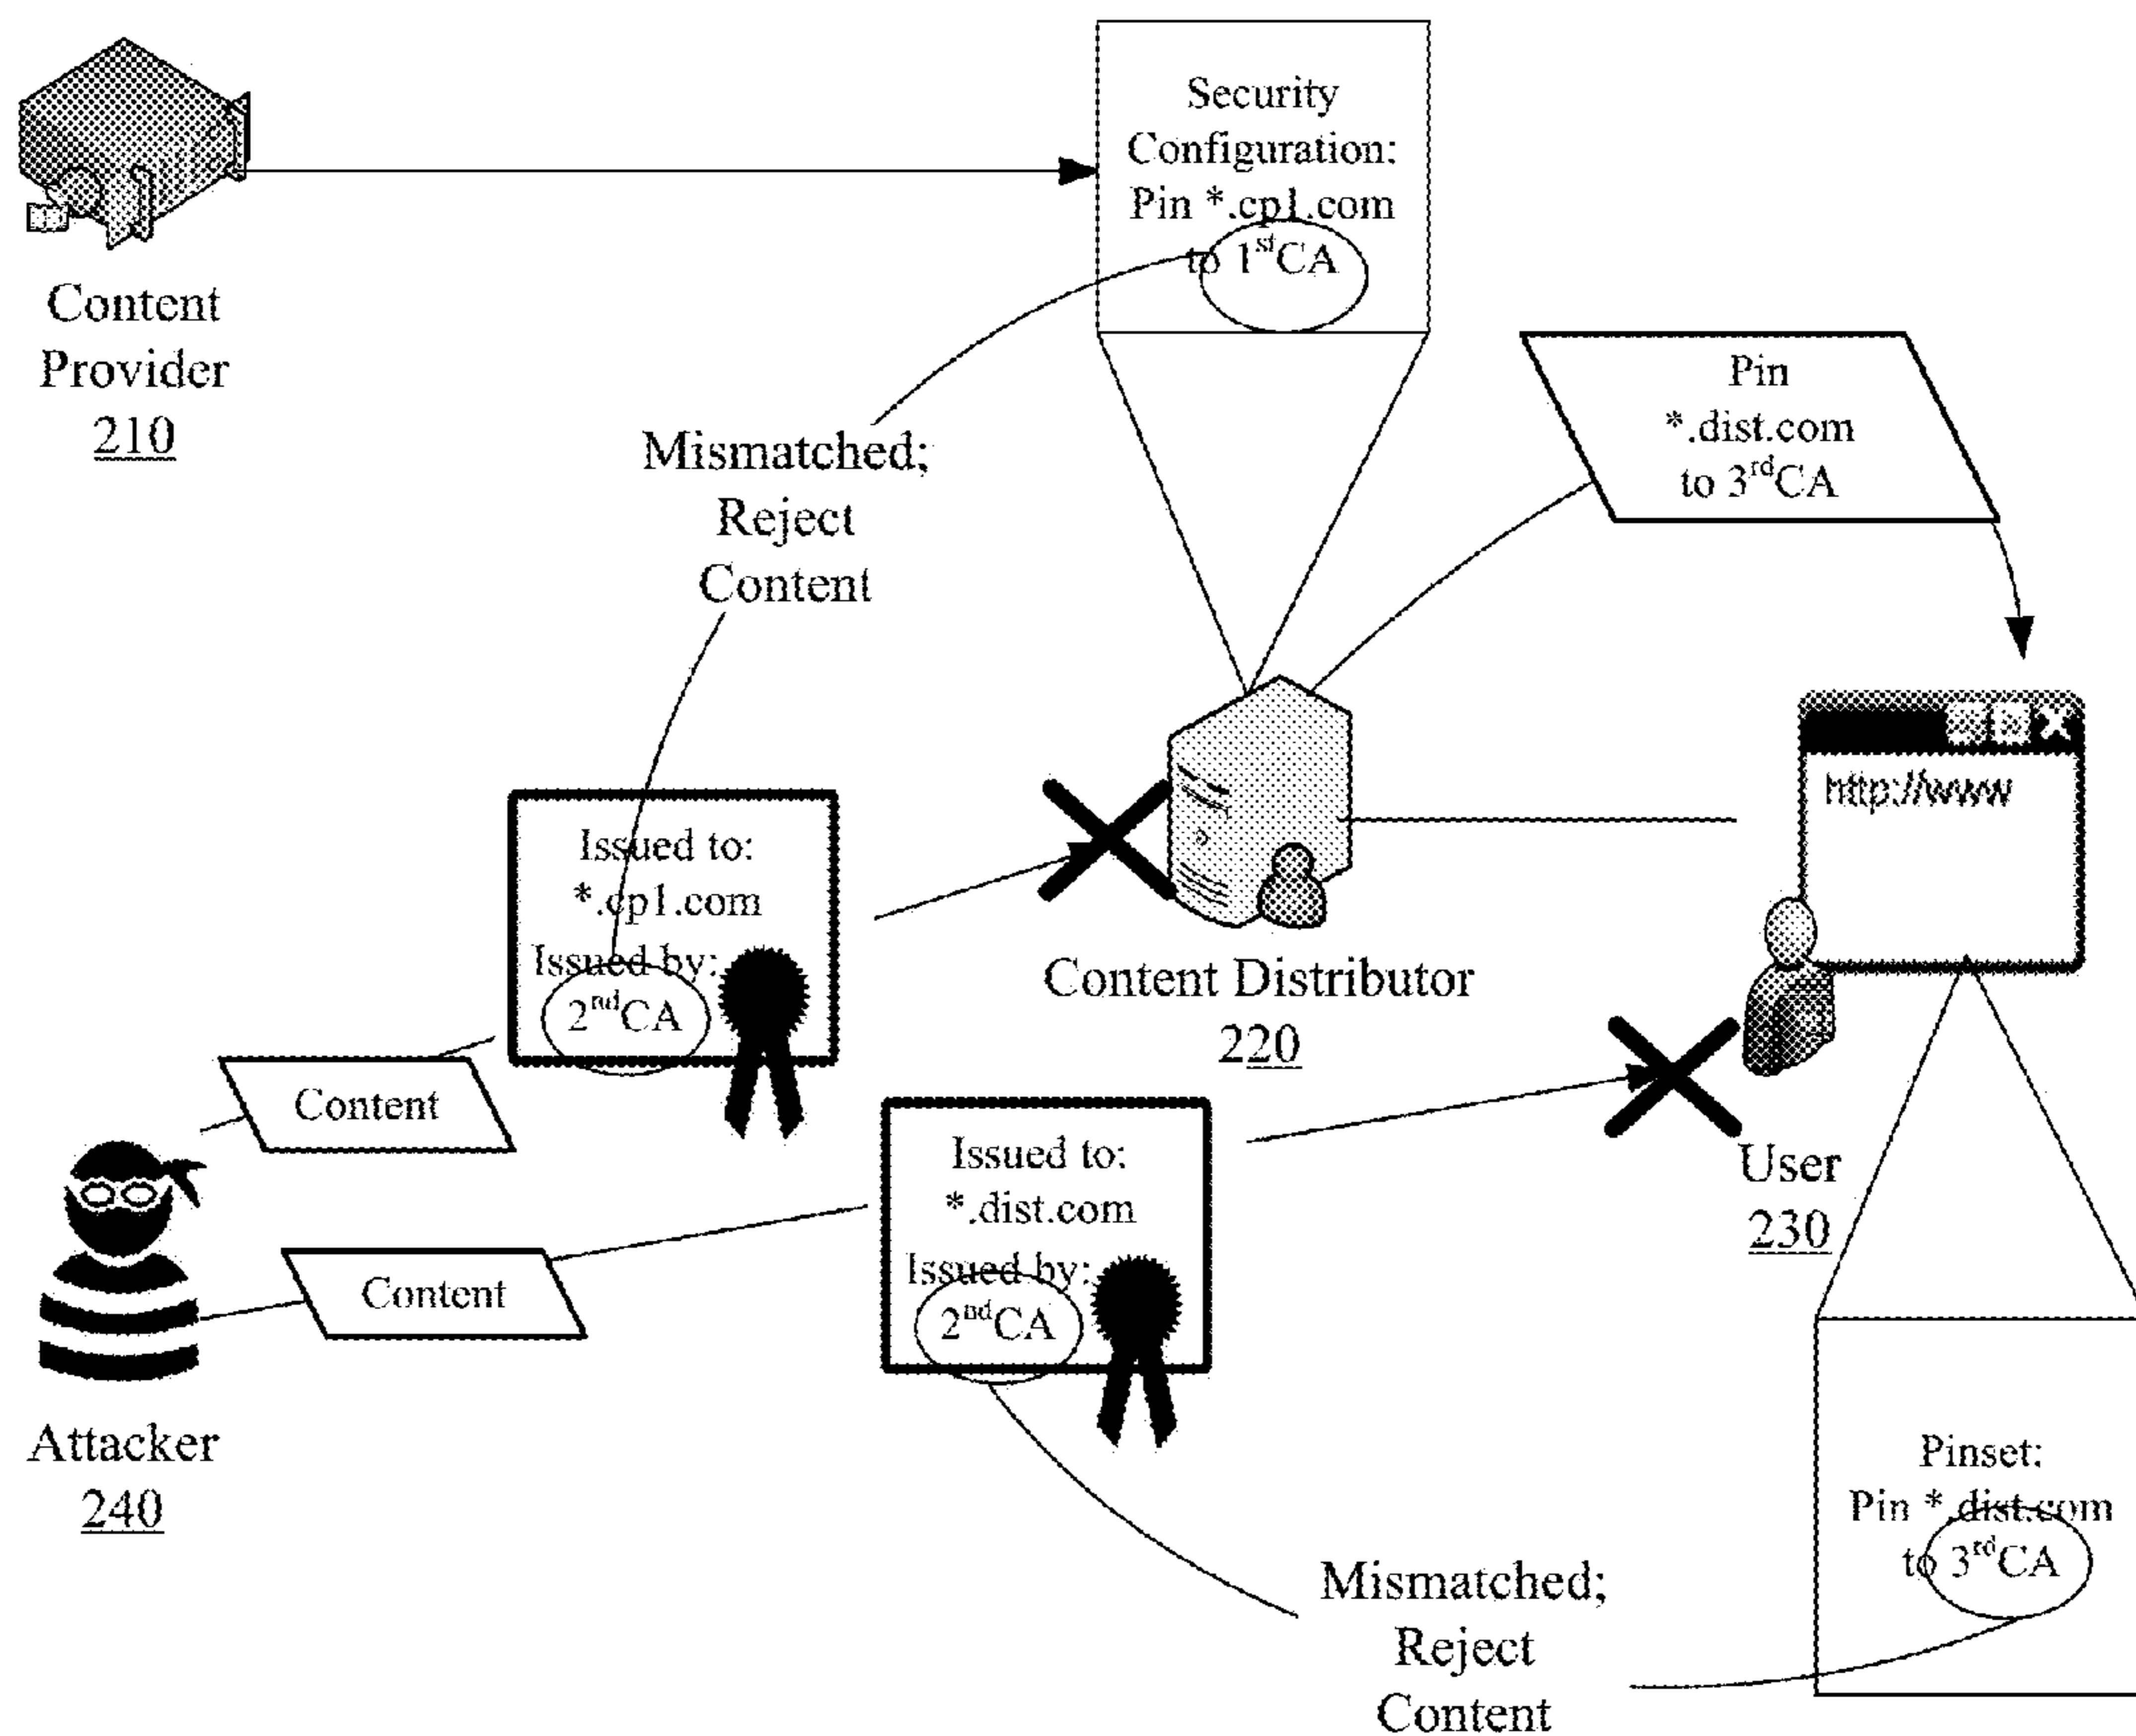 Security
Configuration:
Pin *.cp1.com
to 1stCA
Content
Provider
210
Pin
*.dist.com
to 3rdCA
Mismatched;
Reject
Content
http://www
Issued to:
*.cp1.com
Issued by:
2ndCA
Content Distributor
220
Content
Issued to:
*.dist.com
Issued by:
2ndCA
User
230
Content
Attacker
240
Pinset:
Pin *.dist.com
to 3rdCA
Mismatched;
Reject
Content